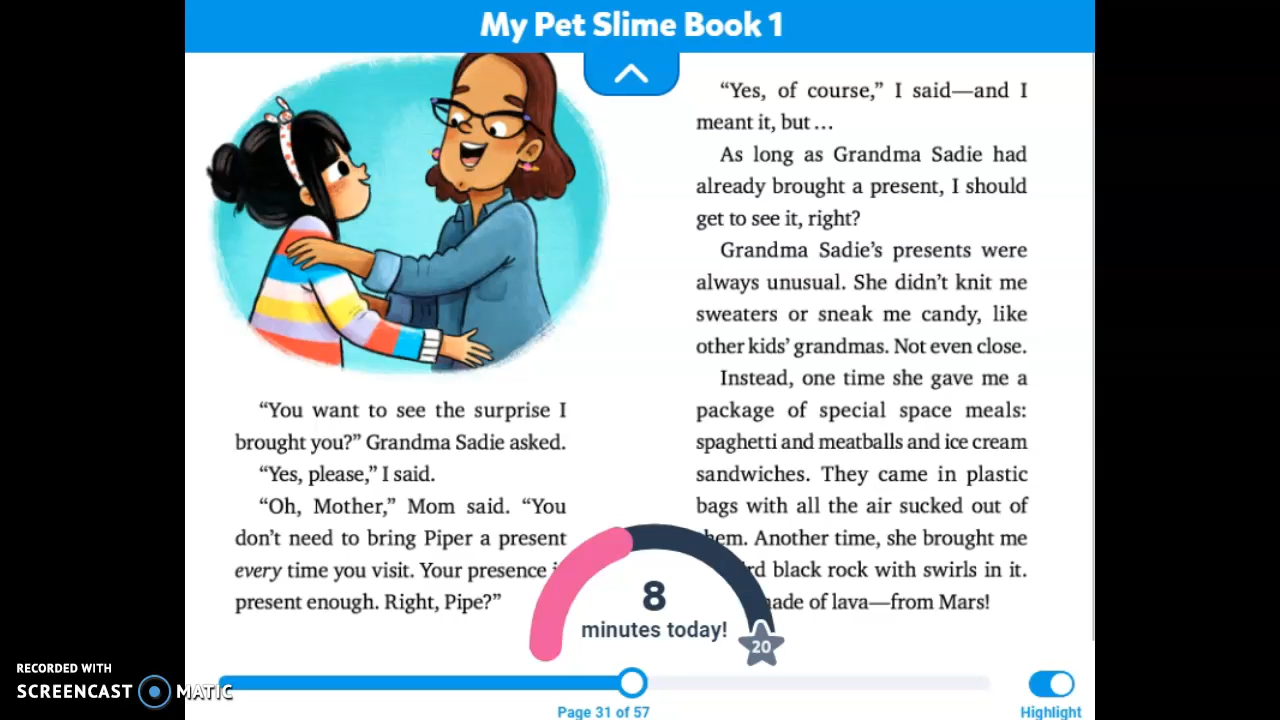 My Pet Slime Book 1
“You want to see the surprise I
brought you?” Grandma Sadie asked.
“Yes, please,” I said.
“Oh, Mother,” Mom said. “You
don’t need to bring Piper a present
every time you visit. Your presence
present enough. Right, Pipe?”
“Yes, of course,” I said—and I
meant it, but…
As long as Grandma Sadie had
already brought a present, I should
get to see it, right?
Grandma Sadie’s presents were
always unusual. She didn’t knit me
sweaters or sneak me candy, like
other kids’ grandmas. Not even close.
Instead, one time she gave me a
package of special space meals:
spaghetti and meatballs and ice cream
sandwiches. They came in plastic
bags with all the air sucked out of
Another time, she brought me
black rock with swirls in it.
of lava—from Mars!
8
minutes today!
20
RECORDED WITH
SCREENCAST MATIC
Page 31 of 57
Highlight